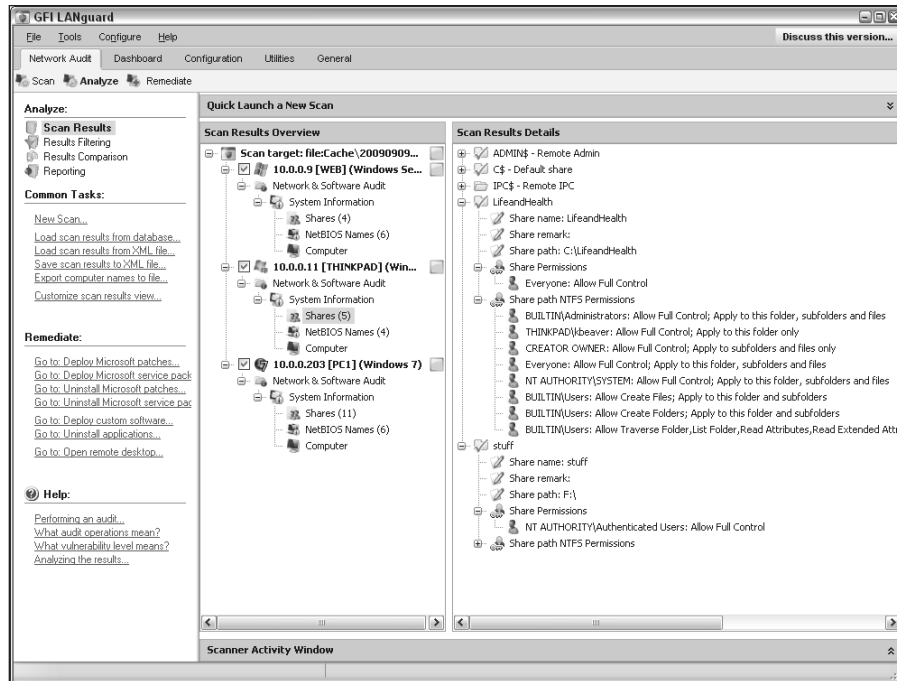 GFI LANguard
File Tools Configure Help
Discuss this version...
Network Audit Dashboard Configuration Utilities General
Scan Analyze Remediate
Analyze:
Scan Results
Results Filtering
Results Comparison
Reporting
Common Tasks:
New Scan...
Load scan results from database...
Load scan results from XML file...
Save scan results to XML file...
Export computer names to file...
Customize scan results view...
Remediate:
Go to: Deploy Microsoft patches...
Go to: Deploy Microsoft service pack
Go to: Uninstall Microsoft patches...
Go to: Uninstall Microsoft service pac
Go to: Deploy custom software...
Go to: Uninstall applications...
Go to: Open remote desktop...
Help:
Performing an audit...
What audit operations mean?
What vulnerability level means?
Analyzing the results...
Quick Launch a New Scan
Scan Results Overview
Scan target: file:Cache\20090909...
10.0.0.9 [WEB] (Windows Se...
Network & Software Audit
System Information
Shares (4)
NetBIOS Names (6)
Computer
10.0.0.11 [THINKPAD] (Win...
Network & Software Audit
System Information
Shares (5)
NetBIOS Names (4)
Computer
10.0.0.203 [PC1] (Windows 7)
Network & Software Audit
System Information
Shares (11)
NetBIOS Names (6)
Computer
Scan Results Details
ADMIN$ - Remote Admin
C$ - Default share
IPC$ - Remote IPC
LifeandHealth
Share name: LifeandHealth
Share remark:
Share path: C:\LifeandHealth
Share Permissions
Everyone: Allow Full Control
Share path NTFS Permissions
BUILTIN\Administrators: Allow Full Control; Apply to this folder, subfolders and files
THINKPAD\kbeaver: Allow Full Control; Apply to this folder only
CREATOR OWNER: Allow Full Control; Apply to subfolders and files only
Everyone: Allow Full Control; Apply to this folder, subfolders and files
NT AUTHORITY\SYSTEM: Allow Full Control; Apply to this folder, subfolders and files
BUILTIN\Users: Allow Create Files; Apply to this folder and subfolders
BUILTIN\Users: Allow Create Folders; Apply to this folder and subfolders
BUILTIN\Users: Allow Traverse Folder,List Folder,Read Attributes,Read Extended Attr
stuff
Share name: stuff
Share remark:
Share path: F:\
Share Permissions
NT AUTHORITY\Authenticated Users: Allow Full Control
Share path NTFS Permissions
Scanner Activity Window